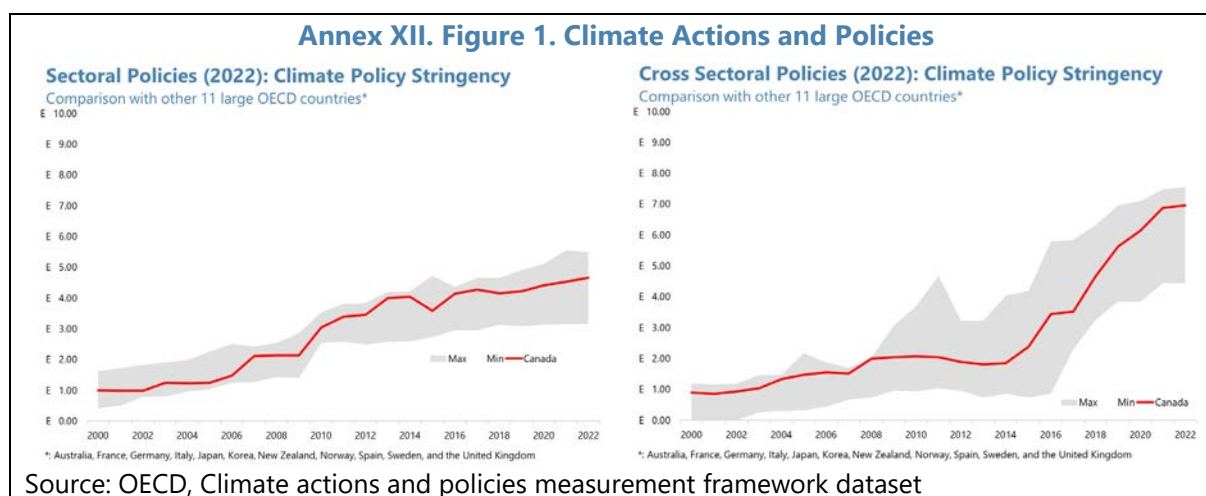 Annex XII. Figure 1. Climate Actions and Policies
Sectoral Policies (2022): Climate Policy Stringency
Comparison with other 11 large OECD countries*
E 10.00
E 9.00
E 8.00
E 7.00
E 6.00
E 5.00
E 4.00
E 3.00
E 2.00
E 1.00
E 0.00
Max Min Canada
2000 2002 2004 2006 2008 2010 2012 2014 2016 2018 2020 2022
*: Australia, France, Germany, Italy, Japan, Korea, New Zealand, Norway, Spain, Sweden, and the United Kingdom
Cross Sectoral Policies (2022): Climate Policy Stringency
Comparison with other 11 large OECD countries*
E 10.00
E 9.00
E 8.00
E 7.00
E 6.00
E 5.00
E 4.00
E 3.00
E 2.00
E 1.00
E 0.00
Max Min Canada
2000 2002 2004 2006 2008 2010 2012 2014 2016 2018 2020 2022
*: Australia, France, Germany, Italy, Japan, Korea, New Zealand, Norway, Spain, Sweden, and the United Kingdom
Source: OECD, Climate actions and policies measurement framework dataset